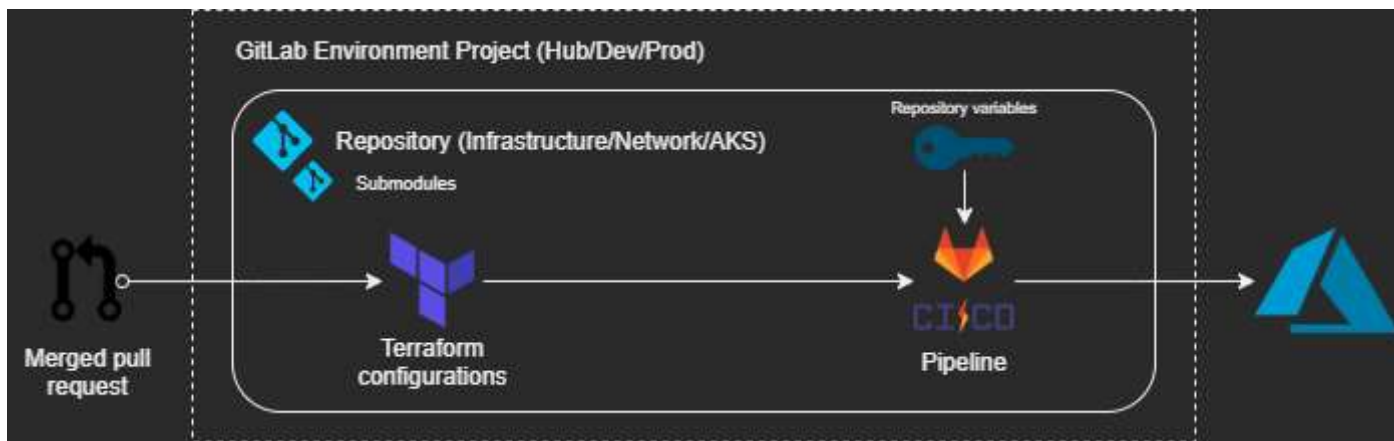 GitLab Environment Project (Hub/Dev/Prod)
Repository variables
Repository (Infrastructure/Network/AKS)
Submodules
CI/CD
Merged pull
request
Terraform
configurations
Pipeline